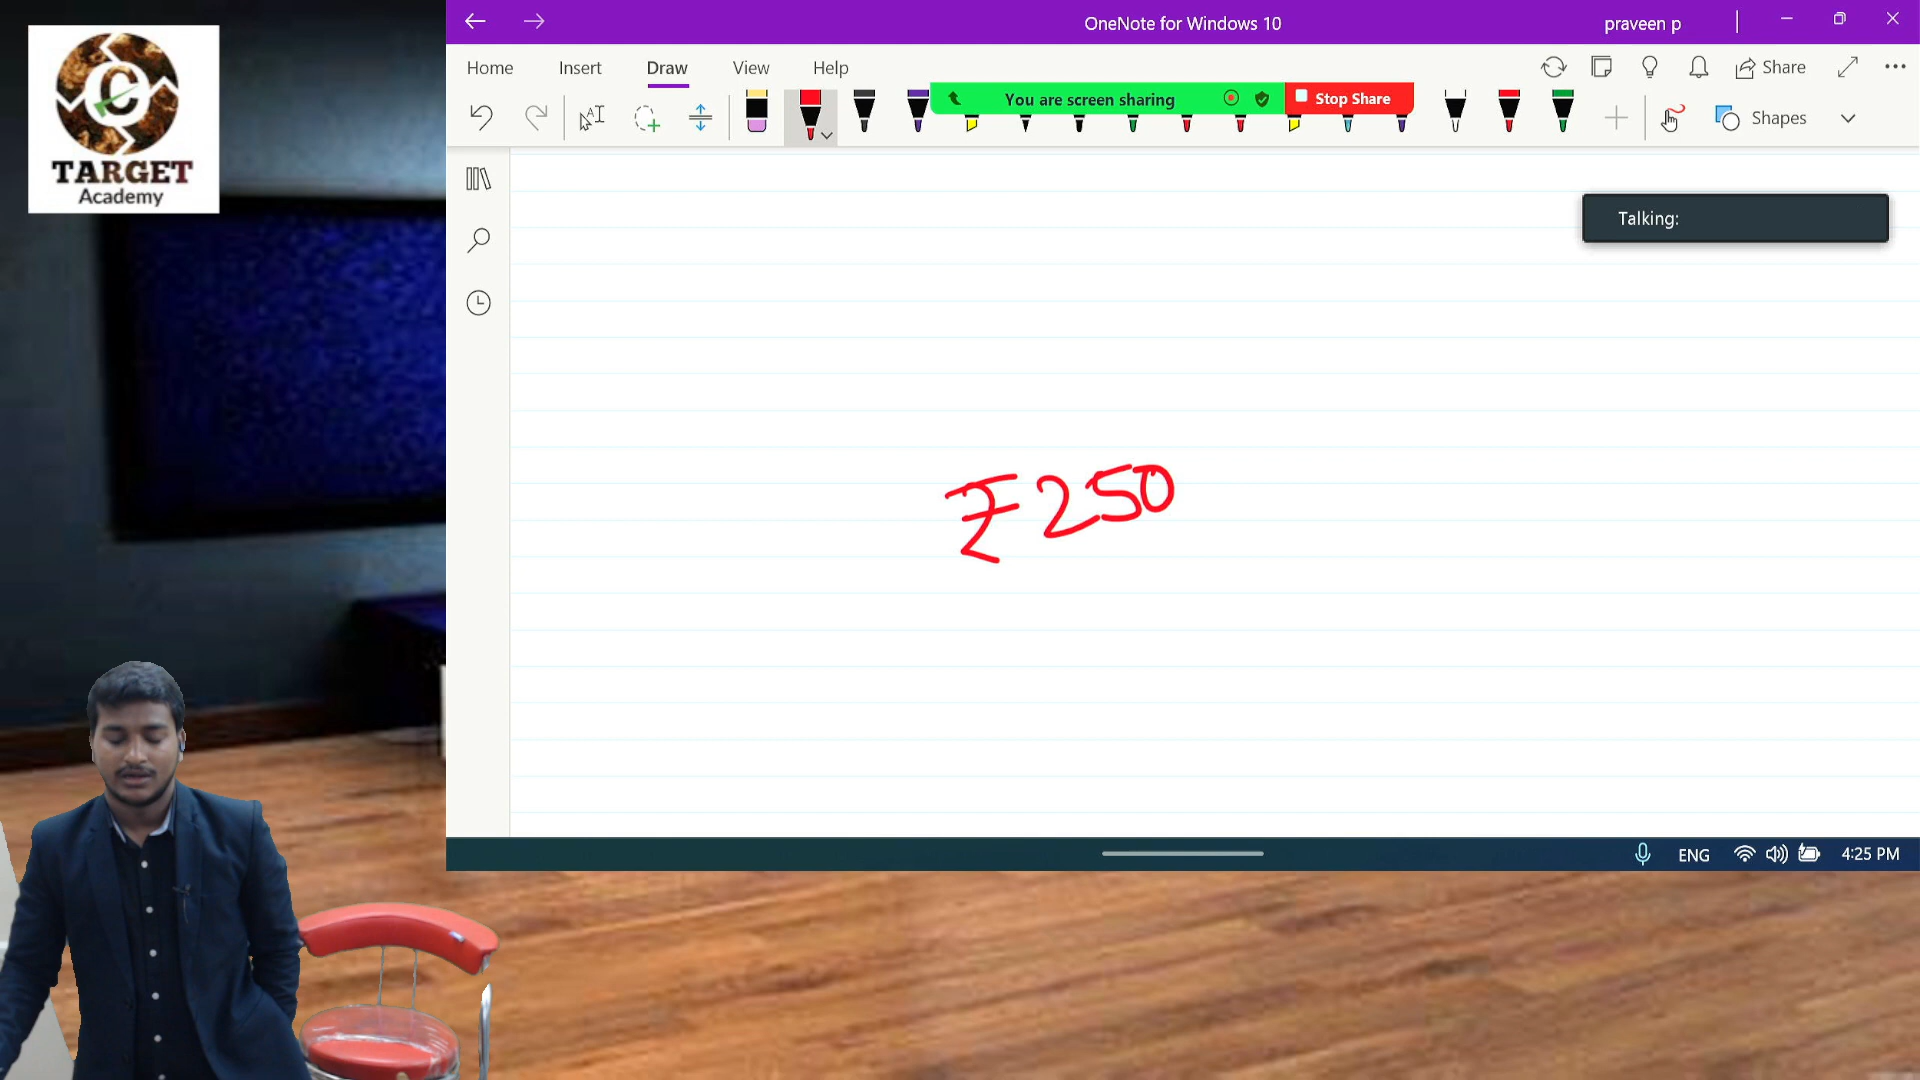 TARGET
Academy
OneNote for Windows 10
praveen p
Home Insert Draw View Help
Share
You are screen sharing
Stop Share
Shapes
Talking:
₹250
ENG
4:25 PM